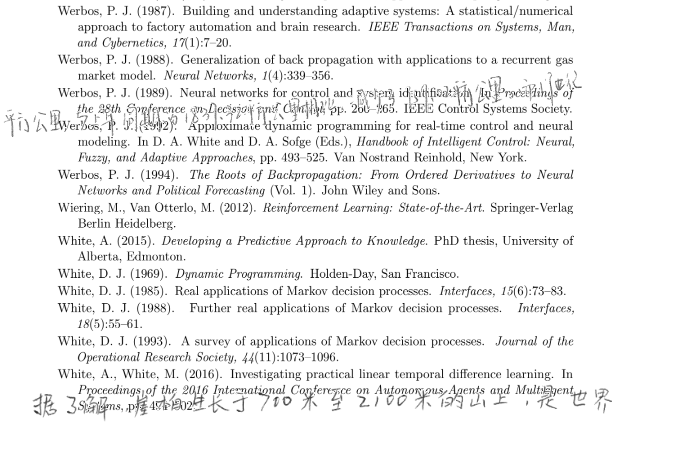 Werbos, P. J. (1987). Building and understanding adaptive systems: A statistical/numerical
approach to factory automation and brain research. IEEE Transactions on Systems, Man,
and Cybernetics, 17(1):7–20.
Werbos, P. J. (1988). Generalization of back propagation with applications to a recurrent gas
market model. Neural Networks, 1(4):339–356.
Werbos, P. J. (1989). Neural networks for control and system identification. In Proceedings of
the 28th Conference on Decision and Control, pp. 260–265. IEEE Control Systems Society.
平方公里
Werbos, P. J. (1992). Approximate dynamic programming for real-time control and neural
modeling. In D. A. White and D. A. Sofge (Eds.), Handbook of Intelligent Control: Neural,
Fuzzy, and Adaptive Approaches, pp. 493–525. Van Nostrand Reinhold, New York.
Werbos, P. J. (1994). The Roots of Backpropagation: From Ordered Derivatives to Neural
Networks and Political Forecasting (Vol. 1). John Wiley and Sons.
Wiering, M., Van Otterlo, M. (2012). Reinforcement Learning: State-of-the-Art. Springer-Verlag
Berlin Heidelberg.
White, A. (2015). Developing a Predictive Approach to Knowledge. PhD thesis, University of
Alberta, Edmonton.
White, D. J. (1969). Dynamic Programming. Holden-Day, San Francisco.
White, D. J. (1985). Real applications of Markov decision processes. Interfaces, 15(6):73–83.
White, D. J. (1988). Further real applications of Markov decision processes. Interfaces,
18(5):55–61.
White, D. J. (1993). A survey of applications of Markov decision processes. Journal of the
Operational Research Society, 44(11):1073–1096.
White, A., White, M. (2016). Investigating practical linear temporal difference learning. In
Proceedings of the 2016 International Conference on Autonomous Agents and Multiagent
Systems,
据了解,崖柏生长于700米至2100米的山上,是世界